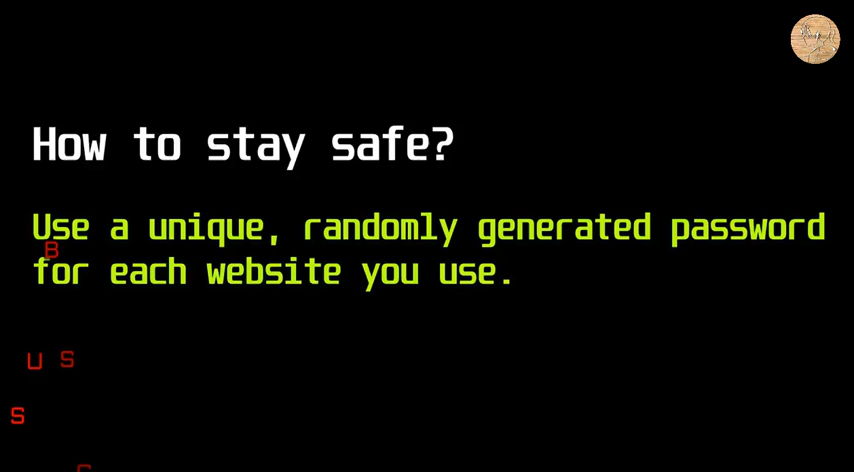 How to stay safe?
Use a unique, randomly generated password
B
for each website you use.
U S
S